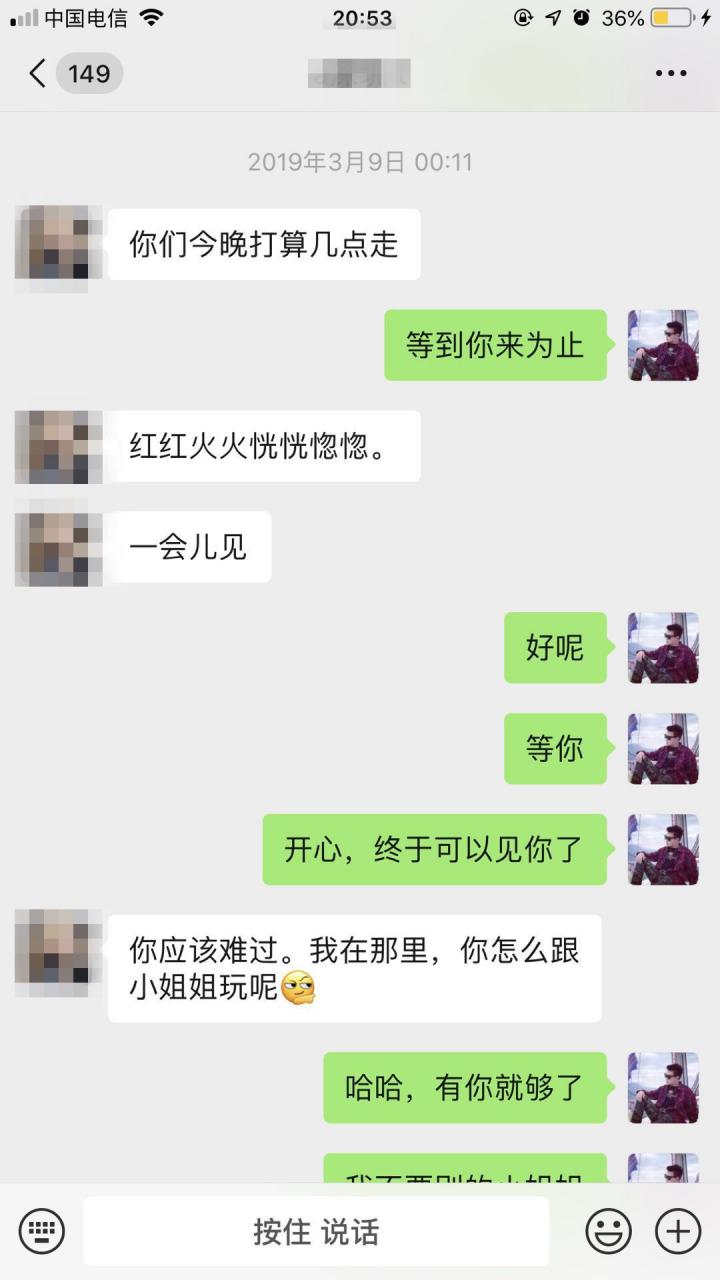 中国电信 20:53 36%
149
2019年3月9日 00:11
你们今晚打算几点走
等到你来为止
红红火火恍恍惚惚。
一会儿见
好呢
等你
开心，终于可以见你了
你应该难过。我在那里，你怎么跟
小姐姐玩呢
哈哈，有你就够了
按住 说话